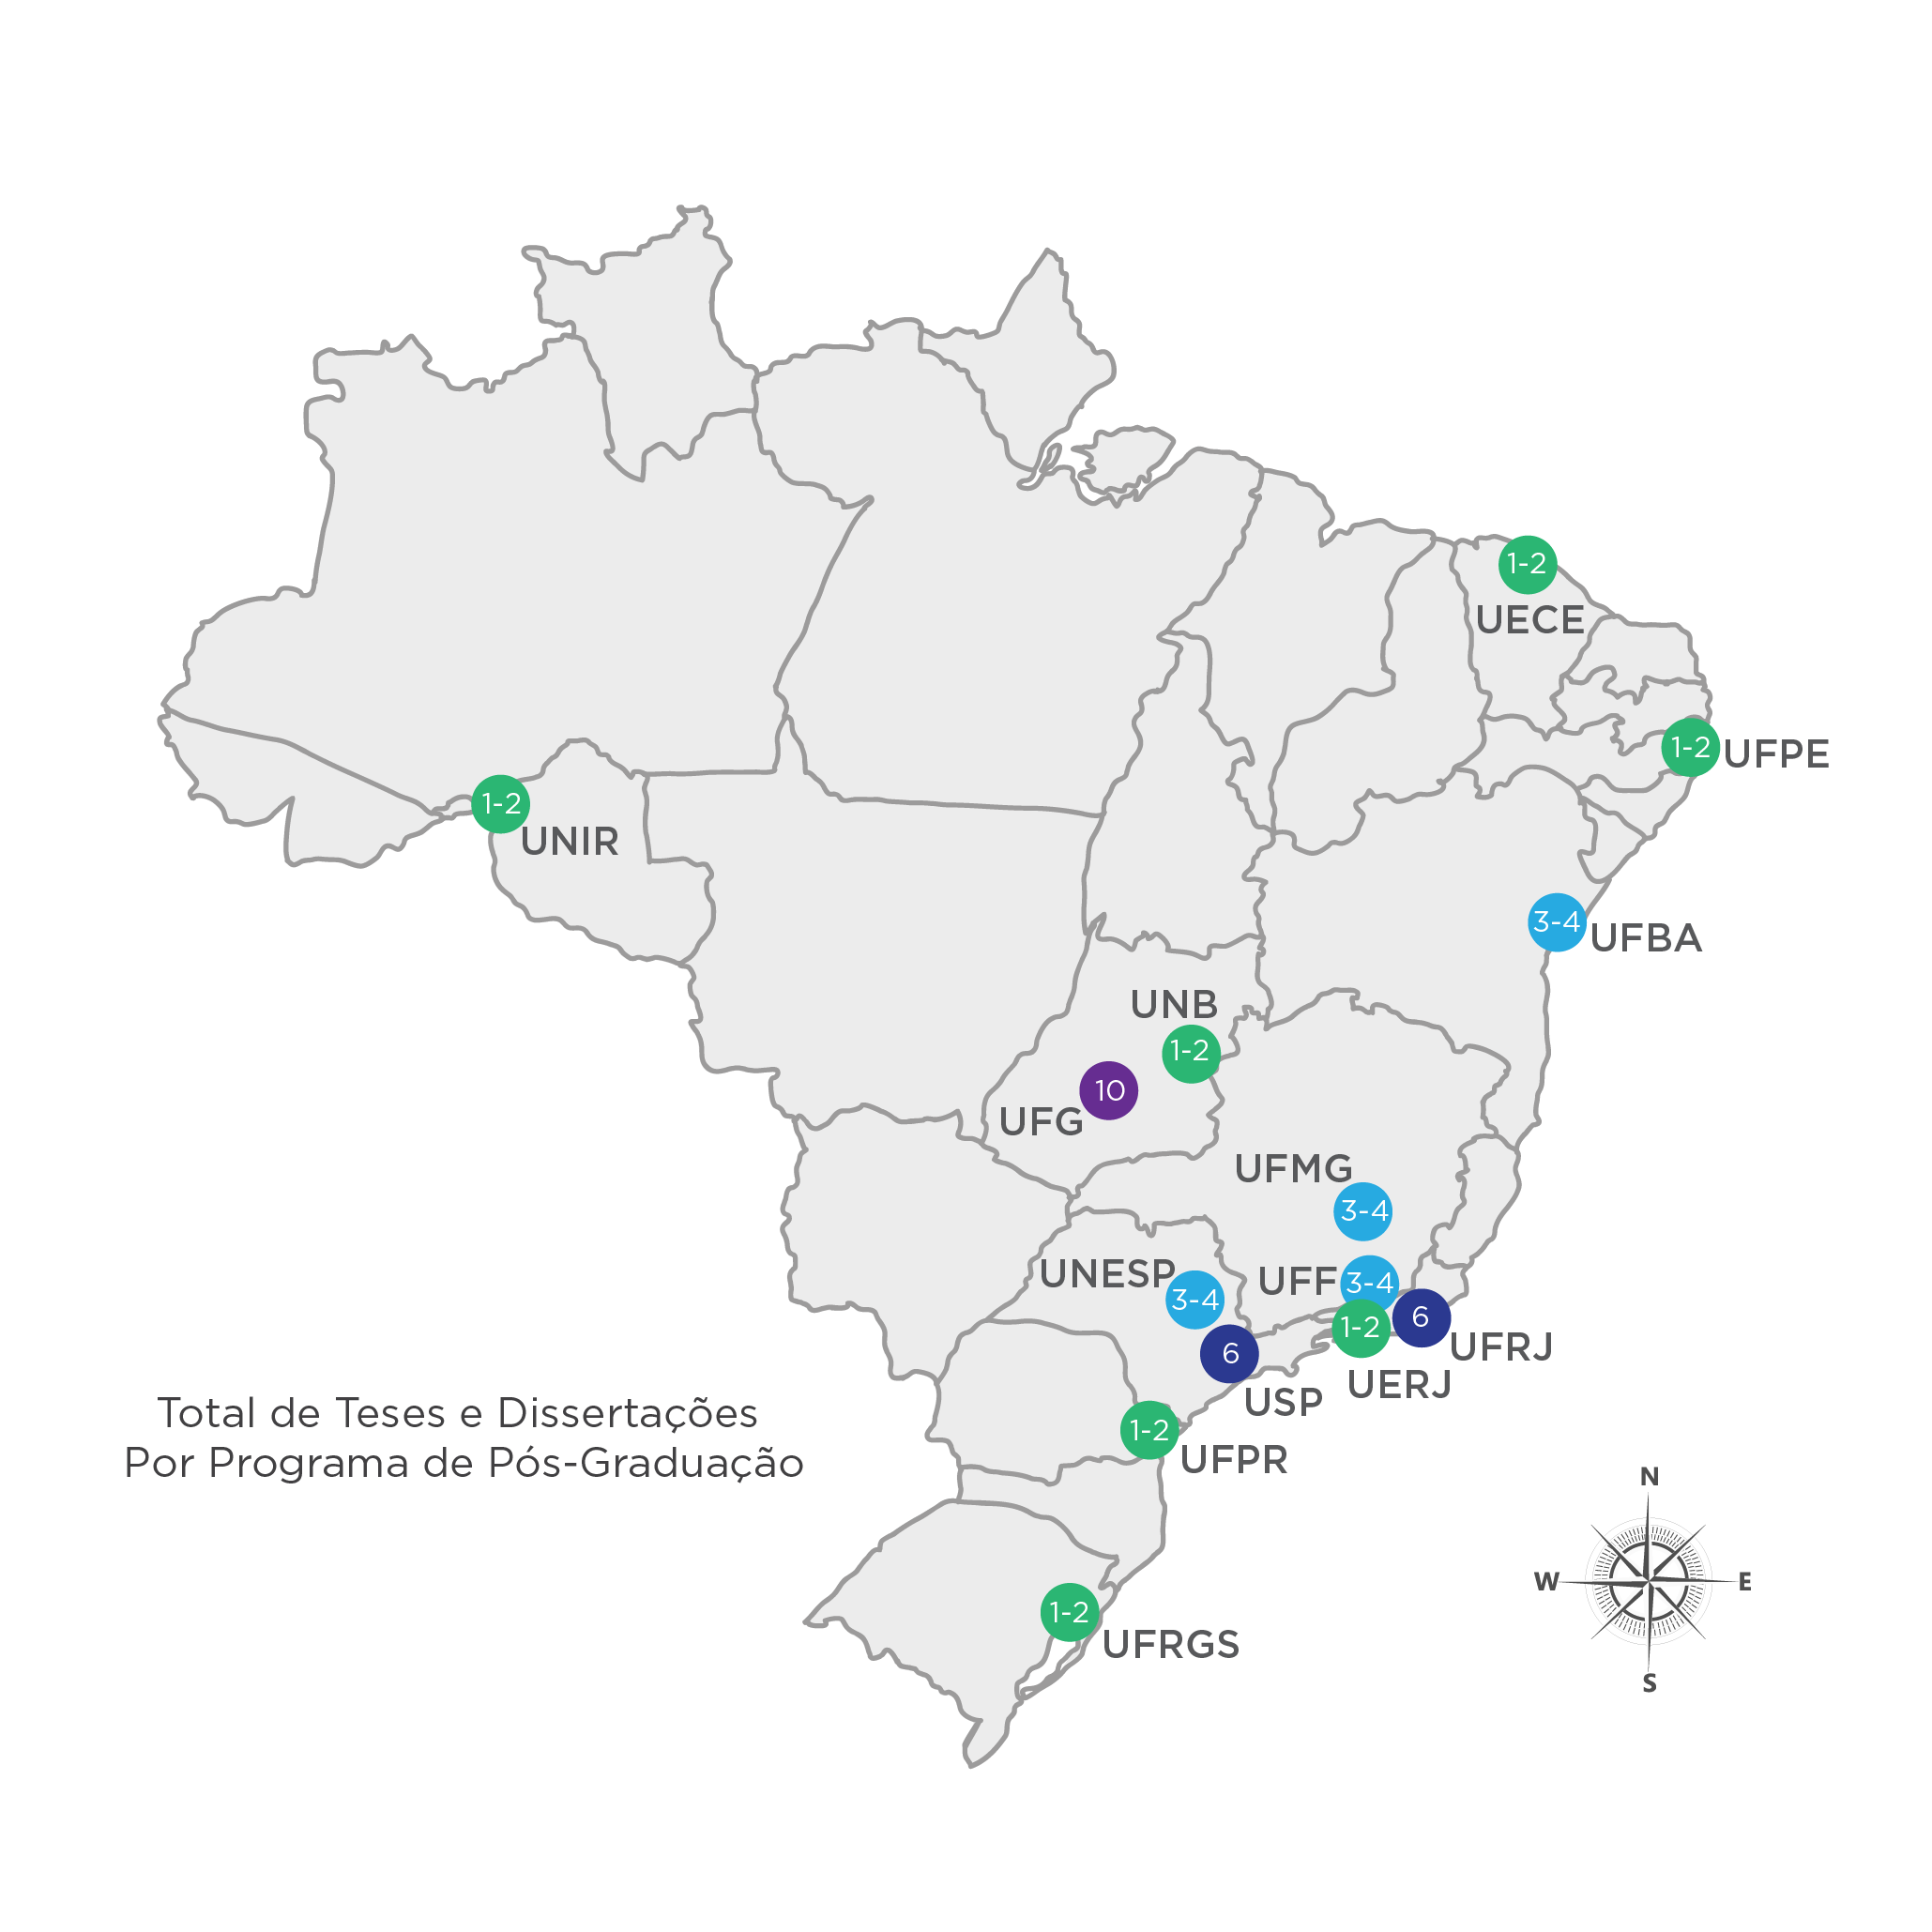 1-2
UECE
1-2
UFPE
1-2
UNIR
3-4
UFBA
UNB
1-2
10
UFG
UFMG
3-4
UNESP
3-4
UFF
3-4
6
UFRJ
1-2
UERJ
6
USP
1-2
UFPR
Total de Teses e Dissertações
Por Programa de Pós-Graduação
1-2
UFRGS
N
W
E
S